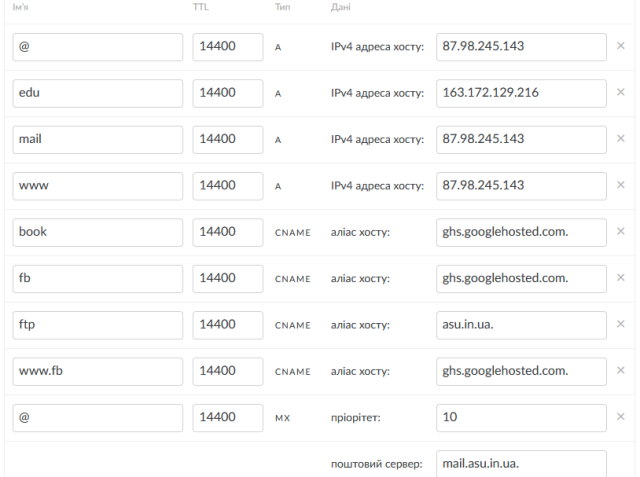 Ім'я TTL Тип Дані
@ 14400 A IPv4 адреса хосту: 87.98.245.143 ×
edu 14400 A IPv4 адреса хосту: 163.172.129.216 ×
mail 14400 A IPv4 адреса хосту: 87.98.245.143 ×
www 14400 A IPv4 адреса хосту: 87.98.245.143 ×
book 14400 CNAME аліас хосту: ghs.googlehosted.com. ×
fb 14400 CNAME аліас хосту: ghs.googlehosted.com. ×
ftp 14400 CNAME аліас хосту: asu.in.ua. ×
www.fb 14400 CNAME аліас хосту: ghs.googlehosted.com. ×
@ 14400 MX пріорітет: 10 ×
поштовий сервер: mail.asu.in.ua.